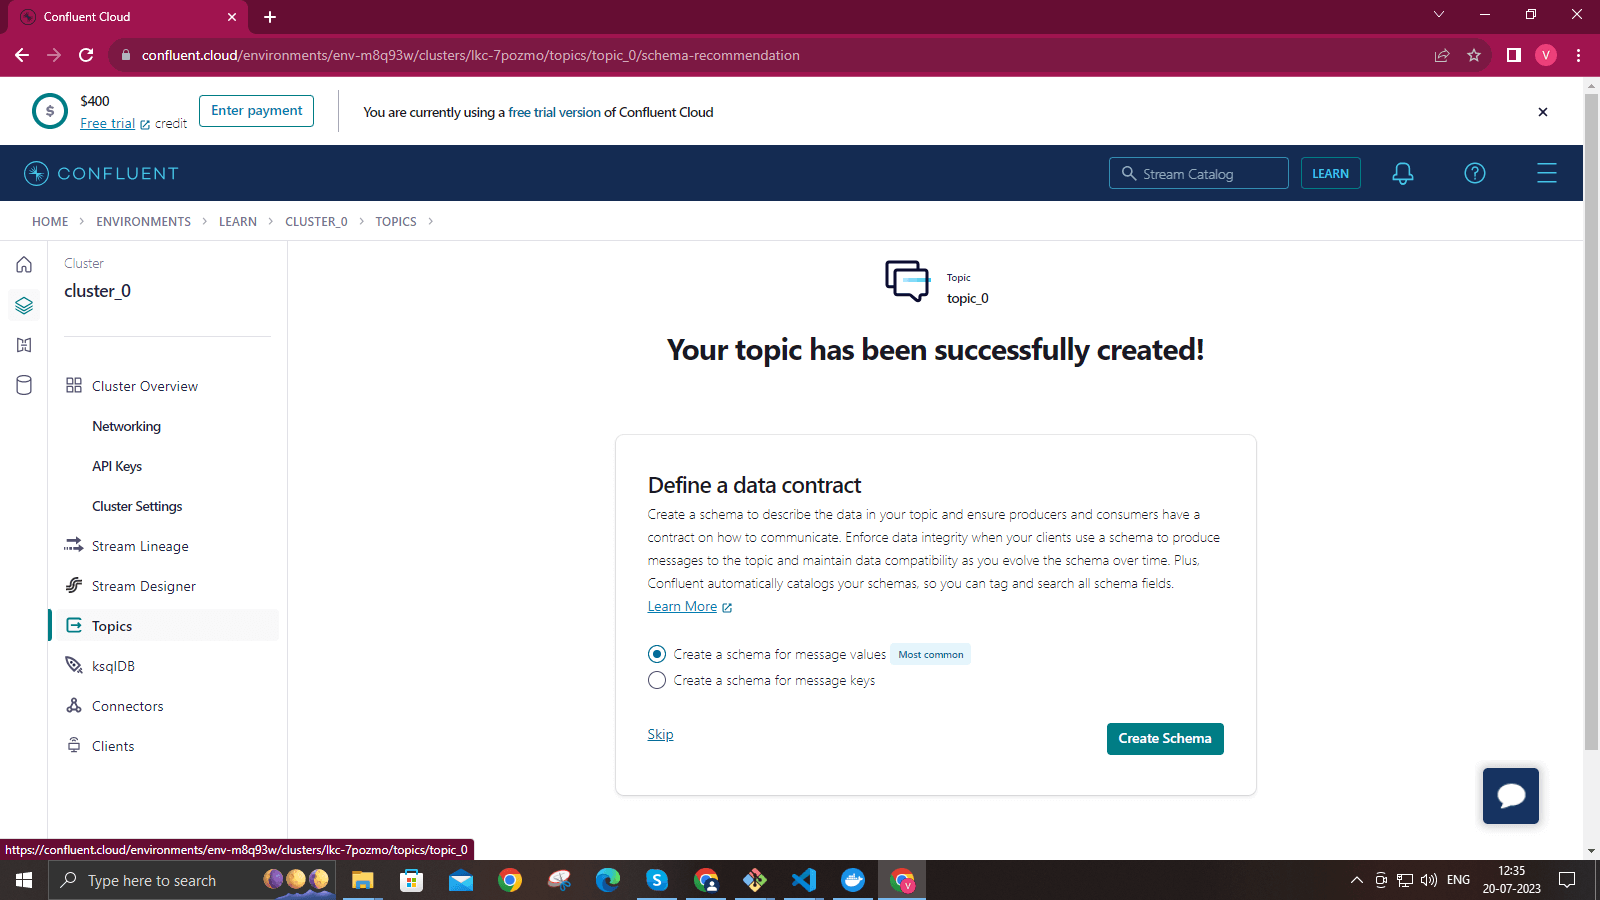 Confluent Cloud
confluent.cloud/environments/env-m8q93w/clusters/lkc-7pozmo/topics/topic_0/schema-recommendation
V
$
$400
Free trial credit
Enter payment
You are currently using a free trial version of Confluent Cloud
CONFLUENT
Stream Catalog
LEARN
?
HOME > ENVIRONMENTS > LEARN > CLUSTER_0 > TOPICS >
Cluster
cluster_0
Cluster Overview
Networking
API Keys
Cluster Settings
Stream Lineage
Stream Designer
Topics
ksqlDB
Connectors
Clients
Topic
topic_0
Your topic has been successfully created!
Define a data contract
Create a schema to describe the data in your topic and ensure producers and consumers have a
contract on how to communicate. Enforce data integrity when your clients use a schema to produce
messages to the topic and maintain data compatibility as you evolve the schema over time. Plus,
Confluent automatically catalogs your schemas, so you can tag and search all schema fields.
Learn More
Create a schema for message values Most common
Create a schema for message keys
Skip
Create Schema
https://confluent.cloud/environments/env-m8q93w/clusters/lkc-7pozmo/topics/topic_0
Type here to search
S
V
ENG
12:35
20-07-2023